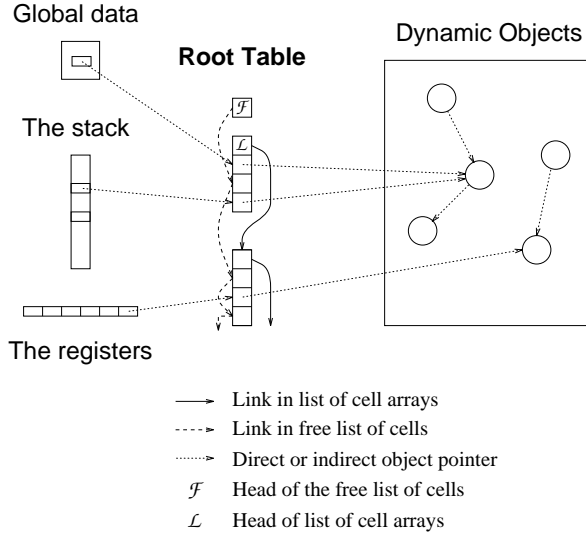 Global data
Dynamic Objects
Root Table
ℱ
The stack
ℒ
The registers
Link in list of cell arrays
Link in free list of cells
Direct or indirect object pointer
ℱ Head of the free list of cells
ℒ Head of list of cell arrays